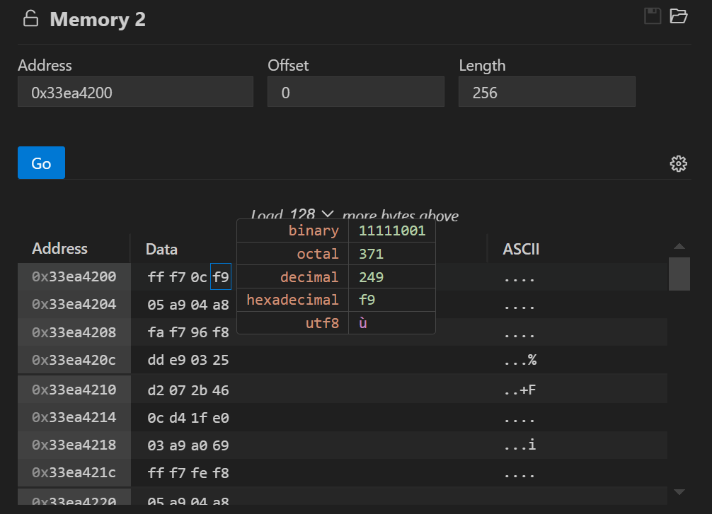 Memory 2
Address Offset Length
0x33ea4200 0 256
Go
Load 128 more bytes above
Address Data ASCII
binary 11111001
octal 371
decimal 249
hexadecimal f9
utf8 ù
0x33ea4200 ff f7 0c f9 ....
0x33ea4204 05 a9 04 a8 ....
0x33ea4208 fa f7 96 f8 ....
0x33ea420c dd e9 03 25 ...%
0x33ea4210 d2 07 2b 46 ..+F
0x33ea4214 0c d4 1f e0 ....
0x33ea4218 03 a9 a0 69 ...i
0x33ea421c ff f7 fe f8 ....
0x33ea4220 05 a9 04 a8 ....